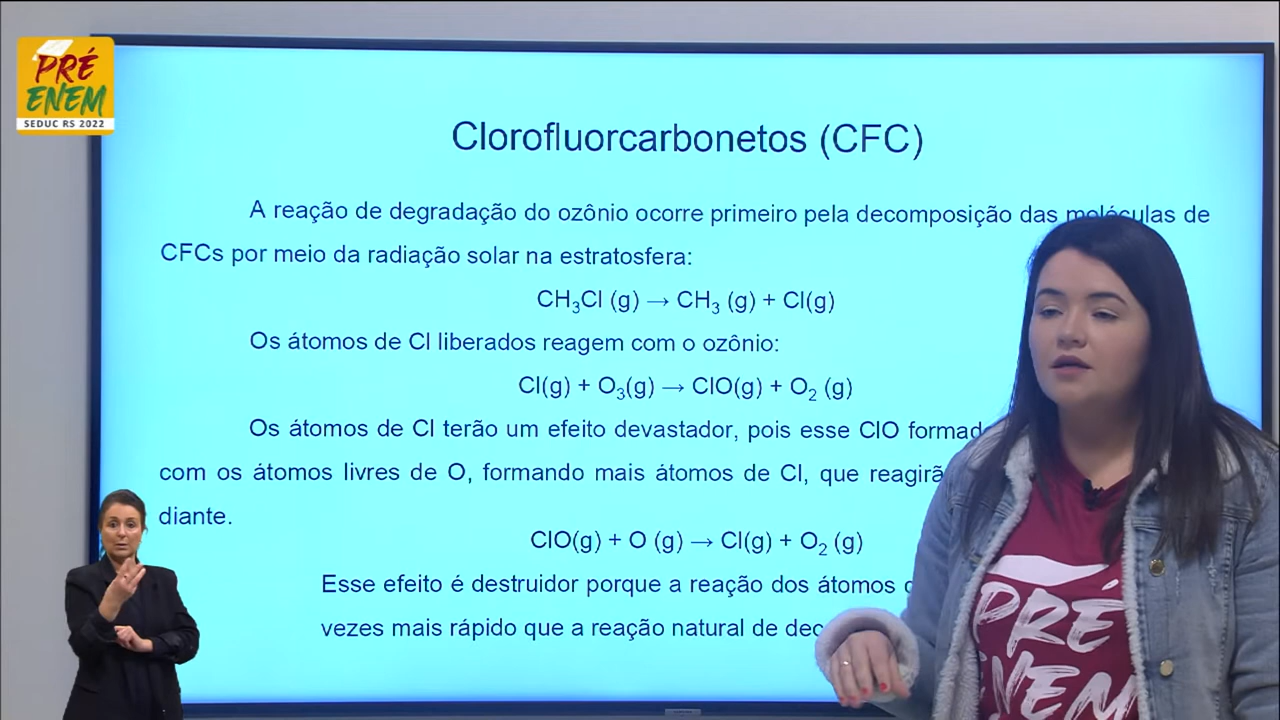 PRÉ
ENEM
SEDUC RS 2022
Clorofluorcarbonetos (CFC)
A reação de degradação do ozônio ocorre primeiro pela decomposição das moléculas de
CFCs por meio da radiação solar na estratosfera:
CH₃Cl (g) → CH₃ (g) + Cl(g)
Os átomos de Cl liberados reagem com o ozônio:
Cl(g) + O₃(g) → ClO(g) + O₂ (g)
Os átomos de Cl terão um efeito devastador, pois esse ClO
com os átomos livres de O, formando mais átomos de Cl, que
diante.
ClO(g) + O (g) → Cl(g) + O₂ (g)
Esse efeito é destruidor porque a reação dos átomos
vezes mais rápido que a reação natural de
PRÉ
ENEM